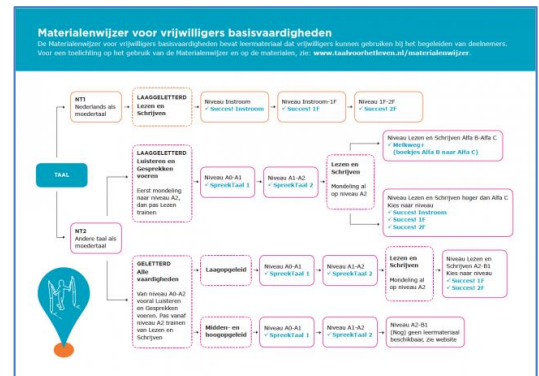 Materialenwijzer voor vrijwilligers basisvaardigheden
De Materialenwijzer voor vrijwilligers basisvaardigheden bevat leermateriaal dat vrijwilligers kunnen gebruiken bij het begeleiden van deelnemers.
Voor een toelichting op het gebruik van de Materialenwijzer en op de materialen, zie: www.taalvoorhetleven.nl/materialenwijzer.
TAAL
NT1
Nederlands als
moedertaal
LAAGGELETTERD
Lezen en
Schrijven
Niveau Instroom
✓ Succes! Instroom
Niveau Instroom-1F
✓ Succes! 1F
Niveau 1F-2F
✓ Succes! 2F
NT2
Andere taal als
moedertaal
LAAGGELETTERD
Luisteren en
Gesprekken
voeren
Eerst mondeling
naar niveau A2,
dan pas Lezen
trainen
Niveau A0-A1
✓ SpreekTaal 1
Niveau A1-A2
✓ SpreekTaal 2
Lezen en
Schrijven
Mondeling al
op niveau A2
Niveau Lezen en Schrijven Alfa B-Alfa C
✓ Melkweg+
(boekjes Alfa B naar Alfa C)
Niveau Lezen en Schrijven hoger dan Alfa C
Kies naar niveau
✓ Succes! Instroom
✓ Succes! 1F
✓ Succes! 2F
GELETTERD
Alle
vaardigheden
Van niveau A0-A2
vooral Luisteren
en Gesprekken
voeren. Pas vanaf
niveau A2 trainen
van Lezen en
Schrijven
Laagopgeleid
Niveau A0-A1
✓ SpreekTaal 1
Niveau A1-A2
✓ SpreekTaal 2
Lezen en
Schrijven
Mondeling al
op niveau A2
Niveau Lezen en
Schrijven A2-B1
Kies naar niveau
✓ Succes! 1F
✓ Succes! 2F
Midden- en
hoogopgeleid
Niveau A0-A1
✓ SpreekTaal 1
Niveau A1-A2
✓ SpreekTaal 2
Niveau A2-B1
(Nog) geen leermateriaal
beschikbaar, zie website